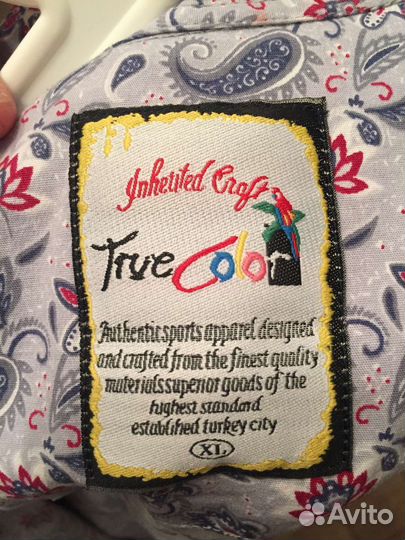 Inherited Craft
True Color
Authentic sports apparel designed
and crafted from the finest quality
materials superior goods of the
highest standard
established turkey city
XL
Avito